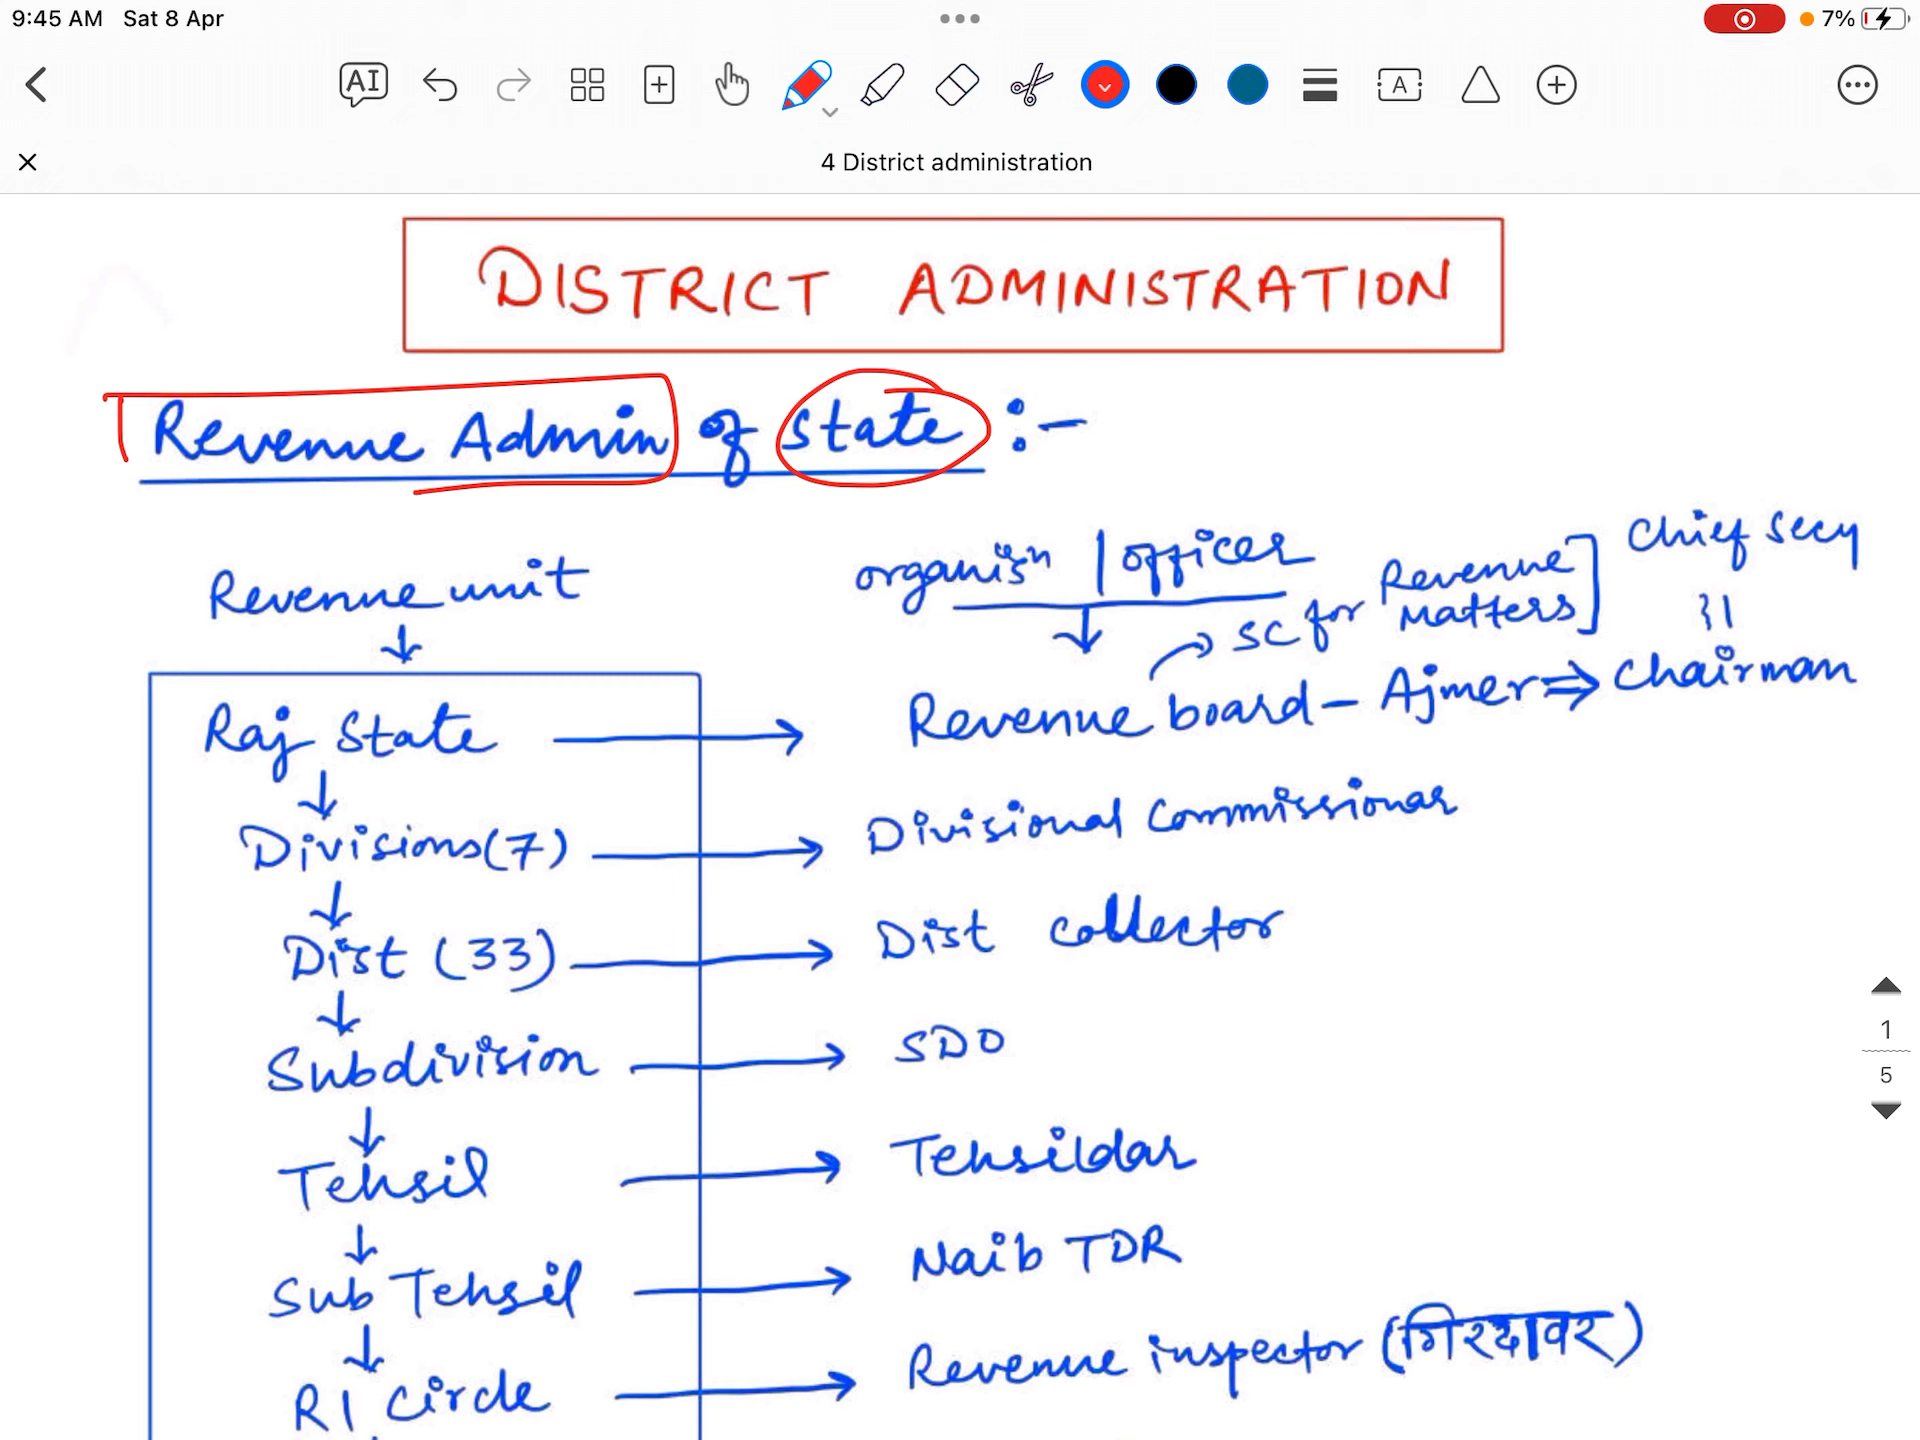 9:45 AM Sat 8 Apr
7%
AI
A
4 District administration
DISTRICT ADMINISTRATION
Revenue Admin of state :-
Revenue unit
organisn | officer
SC for Revenue Matters] Chief Secy
Raj State → Revenue board - Ajmer ⇒ Chairman
Divisions (7) → Divisional Commissionar
Dist (33) → Dist collector
Subdivision → SDO
Tehsil → Tehsildar
Sub Tehsil → Naib TDR
RI Circle → Revenue inspector (गिरदावर)
1
5